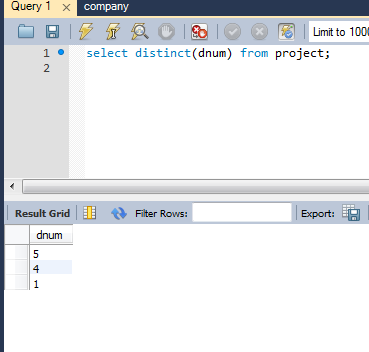 Query 1 company
Limit to 1000
1 select distinct(dnum) from project;
2
Result Grid Filter Rows: Export:
dnum
5
4
1